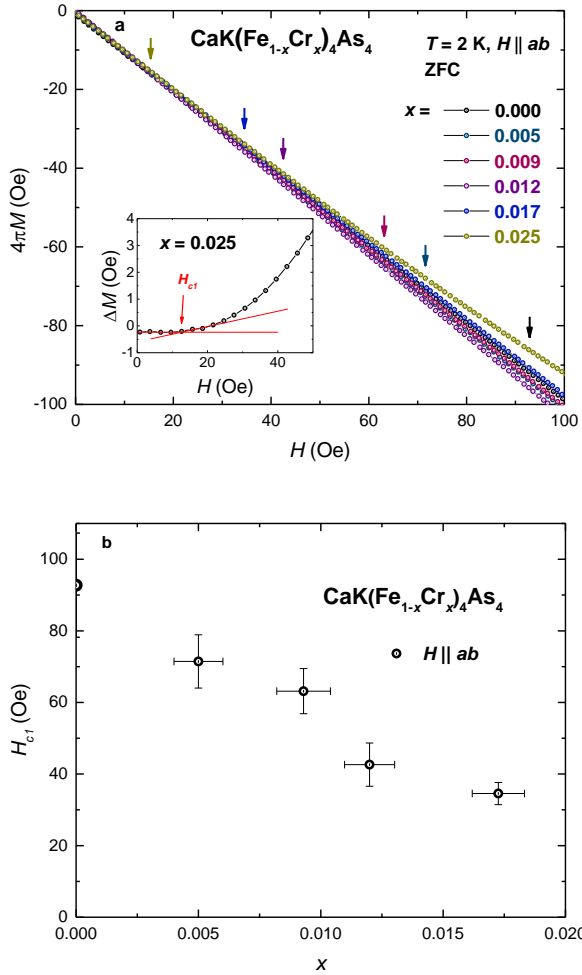 a
CaK(Fe1-xCrx)4As4
T = 2 K, H || ab
ZFC
x =
0.000
0.005
0.009
0.012
0.017
0.025
4πM (Oe)
0
-20
-40
-60
-80
-100
x = 0.025
Hc1
ΔM (Oe)
4
3
2
1
0
-1
0 20 40
H (Oe)
0 20 40 60 80 100
H (Oe)
b
CaK(Fe1-xCrx)4As4
H || ab
Hc1 (Oe)
100
80
60
40
20
0
0.000 0.005 0.010 0.015 0.020
x